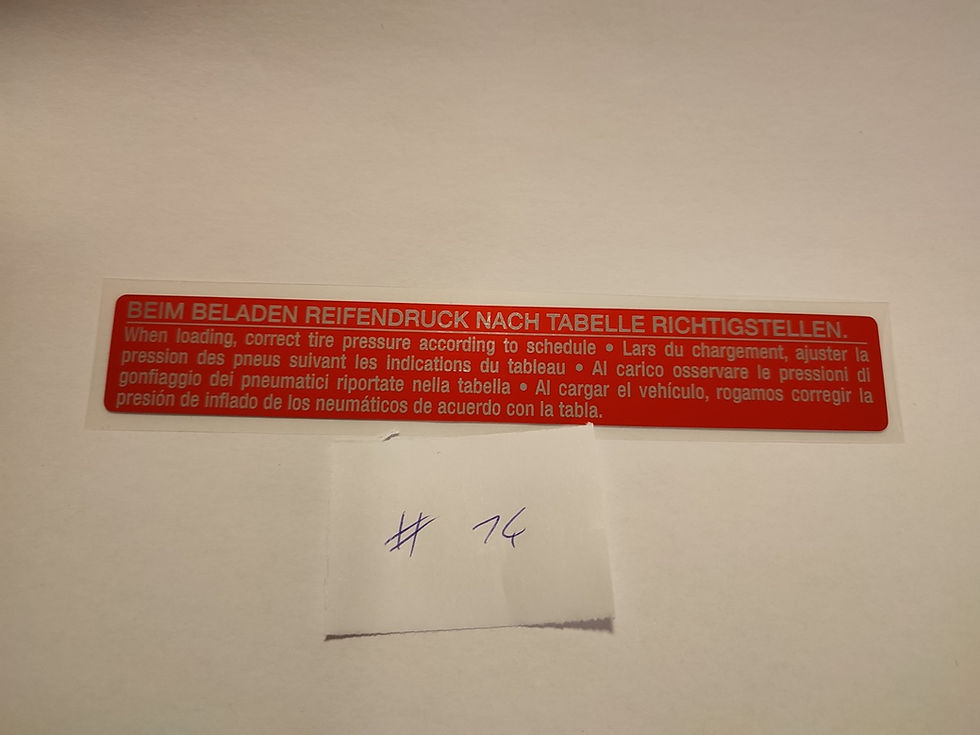 BEIM BELADEN REIFENDRUCK NACH TABELLE RICHTIGSTELLEN.
When loading, correct tire pressure according to schedule • Lars du chargement, ajuster la
pression des pneus suivant les indications du tableau • Al carico osservare le pressioni di
gonfiaggio dei pneumatici riportate nella tabella • Al cargar el vehículo, rogamos corregir la
presión de inflado de los neumáticos de acuerdo con la tabla.
# 14